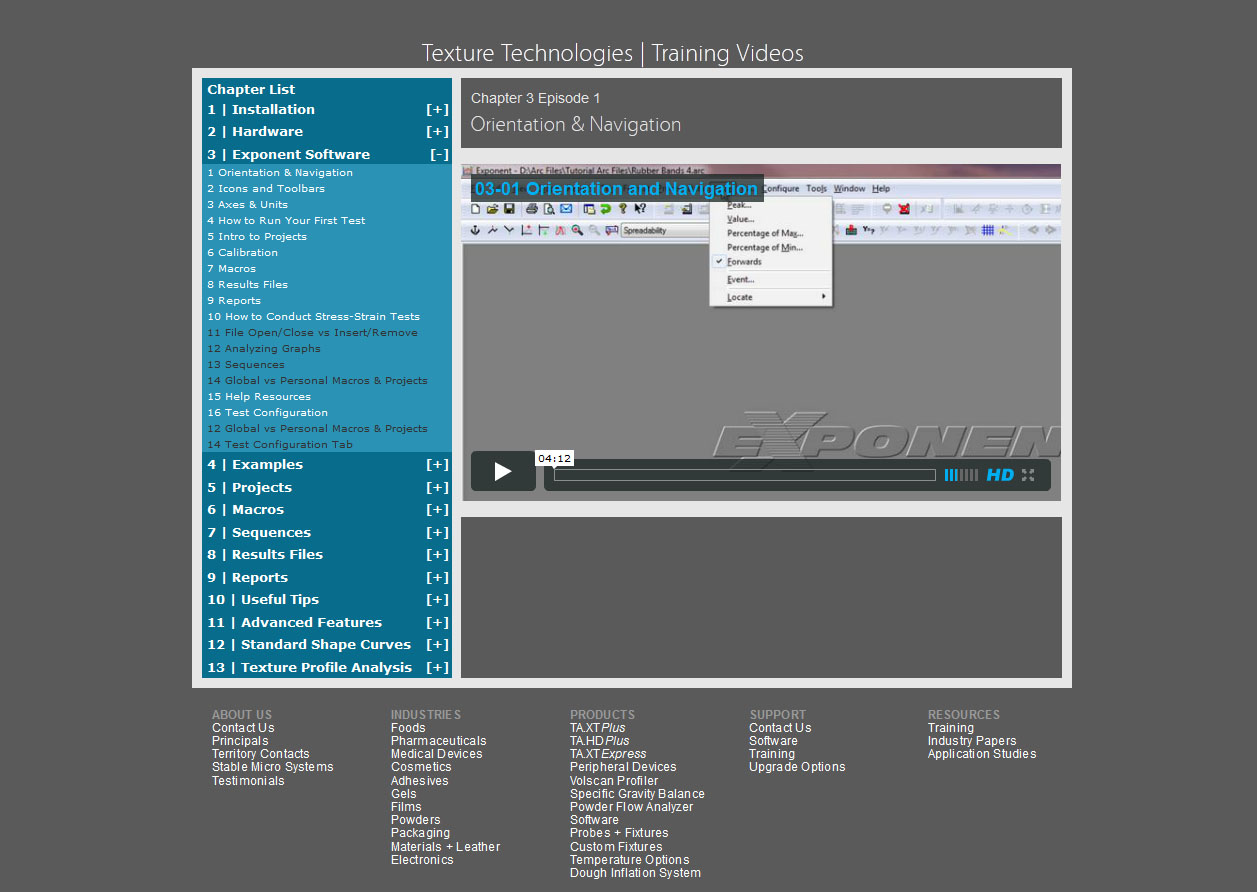 Texture Technologies | Training Videos
Chapter List
1 | Installation [+]
2 | Hardware [+]
3 | Exponent Software [-]
1 Orientation & Navigation
2 Icons and Toolbars
3 Axes & Units
4 How to Run Your First Test
5 Intro to Projects
6 Calibration
7 Macros
8 Results Files
9 Reports
10 How to Conduct Stress-Strain Tests
11 File Open/Close vs Insert/Remove
12 Analyzing Graphs
13 Sequences
14 Global vs Personal Macros & Projects
15 Help Resources
16 Test Configuration
12 Global vs Personal Macros & Projects
14 Test Configuration Tab
4 | Examples [+]
5 | Projects [+]
6 | Macros [+]
7 | Sequences [+]
8 | Results Files [+]
9 | Reports [+]
10 | Useful Tips [+]
11 | Advanced Features [+]
12 | Standard Shape Curves [+]
13 | Texture Profile Analysis [+]
Chapter 3 Episode 1
Orientation & Navigation
Exponent - D:\Arc Files\Tutorial Arc Files\Rubber Bands 4.arc
03-01 Orientation and Navigation
Configure Tools Window Help
Spreadability
Peak...
Value...
Percentage of Max...
Percentage of Min...
Forwards
Event...
Locate
EXPONEN
04:12
HD
ABOUT US
Contact Us
Principals
Territory Contacts
Stable Micro Systems
Testimonials
INDUSTRIES
Foods
Pharmaceuticals
Medical Devices
Cosmetics
Adhesives
Gels
Films
Powders
Packaging
Materials + Leather
Electronics
PRODUCTS
TA.XTPlus
TA.HDPlus
TA.XTExpress
Peripheral Devices
Volscan Profiler
Specific Gravity Balance
Powder Flow Analyzer
Software
Probes + Fixtures
Custom Fixtures
Temperature Options
Dough Inflation System
SUPPORT
Contact Us
Software
Training
Upgrade Options
RESOURCES
Training
Industry Papers
Application Studies